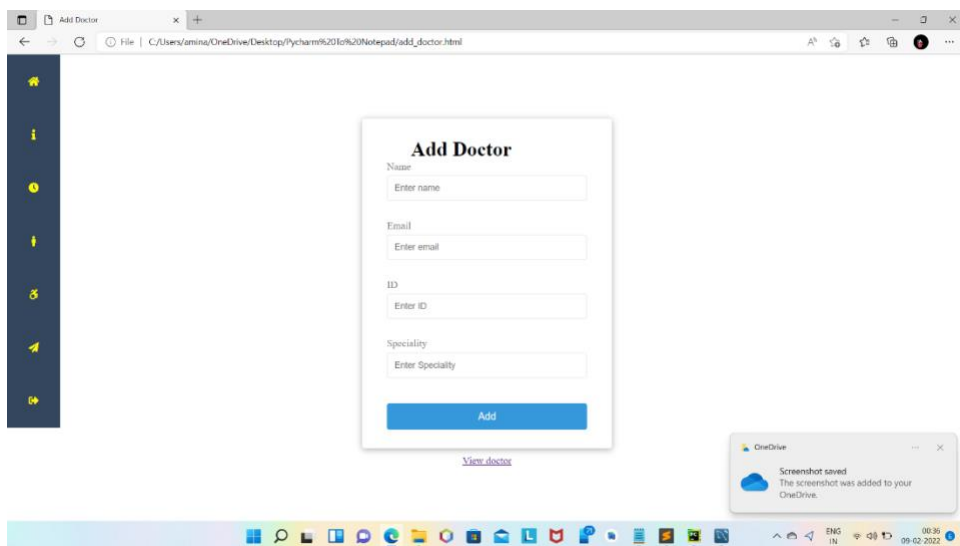 Add Doctor
File | C:/Users/amina/OneDrive/Desktop/Pycharm%20To%20Notepad/add_doctor.html
Add Doctor
Name
Enter name
Email
Enter email
ID
Enter ID
Speciality
Enter Speciality
Add
View doctor
OneDrive
Screenshot saved
The screenshot was added to your
OneDrive.
ENG
IN
00:36
09-02-2022